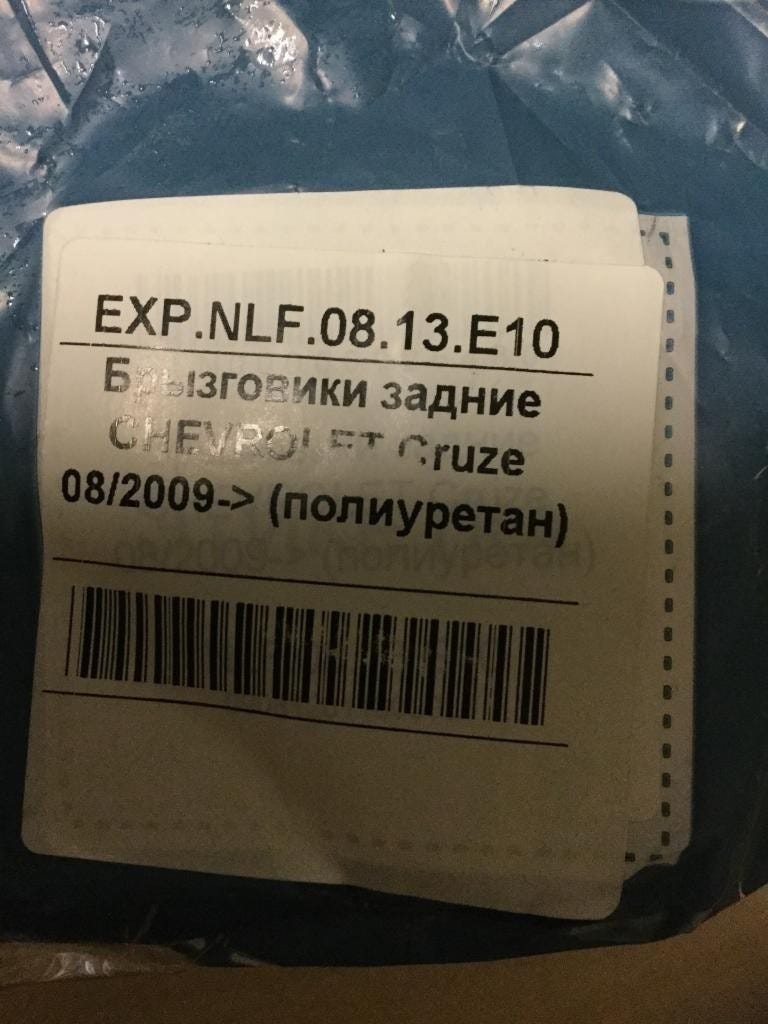 EXP.NLF.08.13.E10
Брызговики задние
CHEVROLET Cruze
08/2009-> (полиуретан)